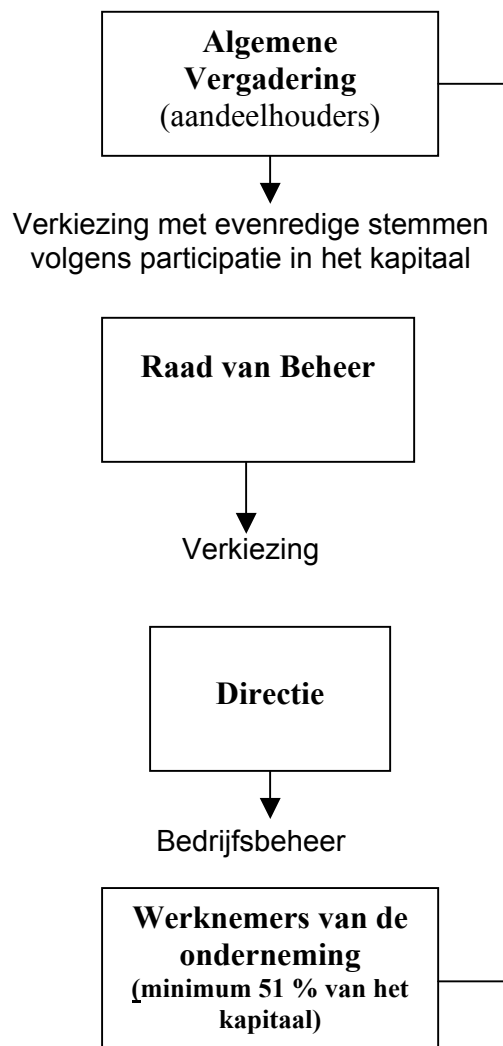 Algemene
Vergadering
(aandeelhouders)
Verkiezing met evenredige stemmen
volgens participatie in het kapitaal
Raad van Beheer
Verkiezing
Directie
Bedrijfsbeheer
Werknemers van de
onderneming
(minimum 51 % van het
kapitaal)